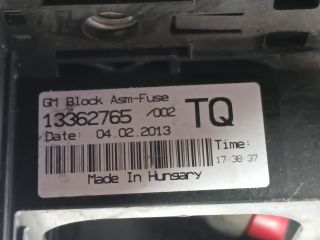 GM Block Asm-Fuse
13362765 /002 TQ
Date: 04.02.2013
Time:
17:38:37
Made In Hungary